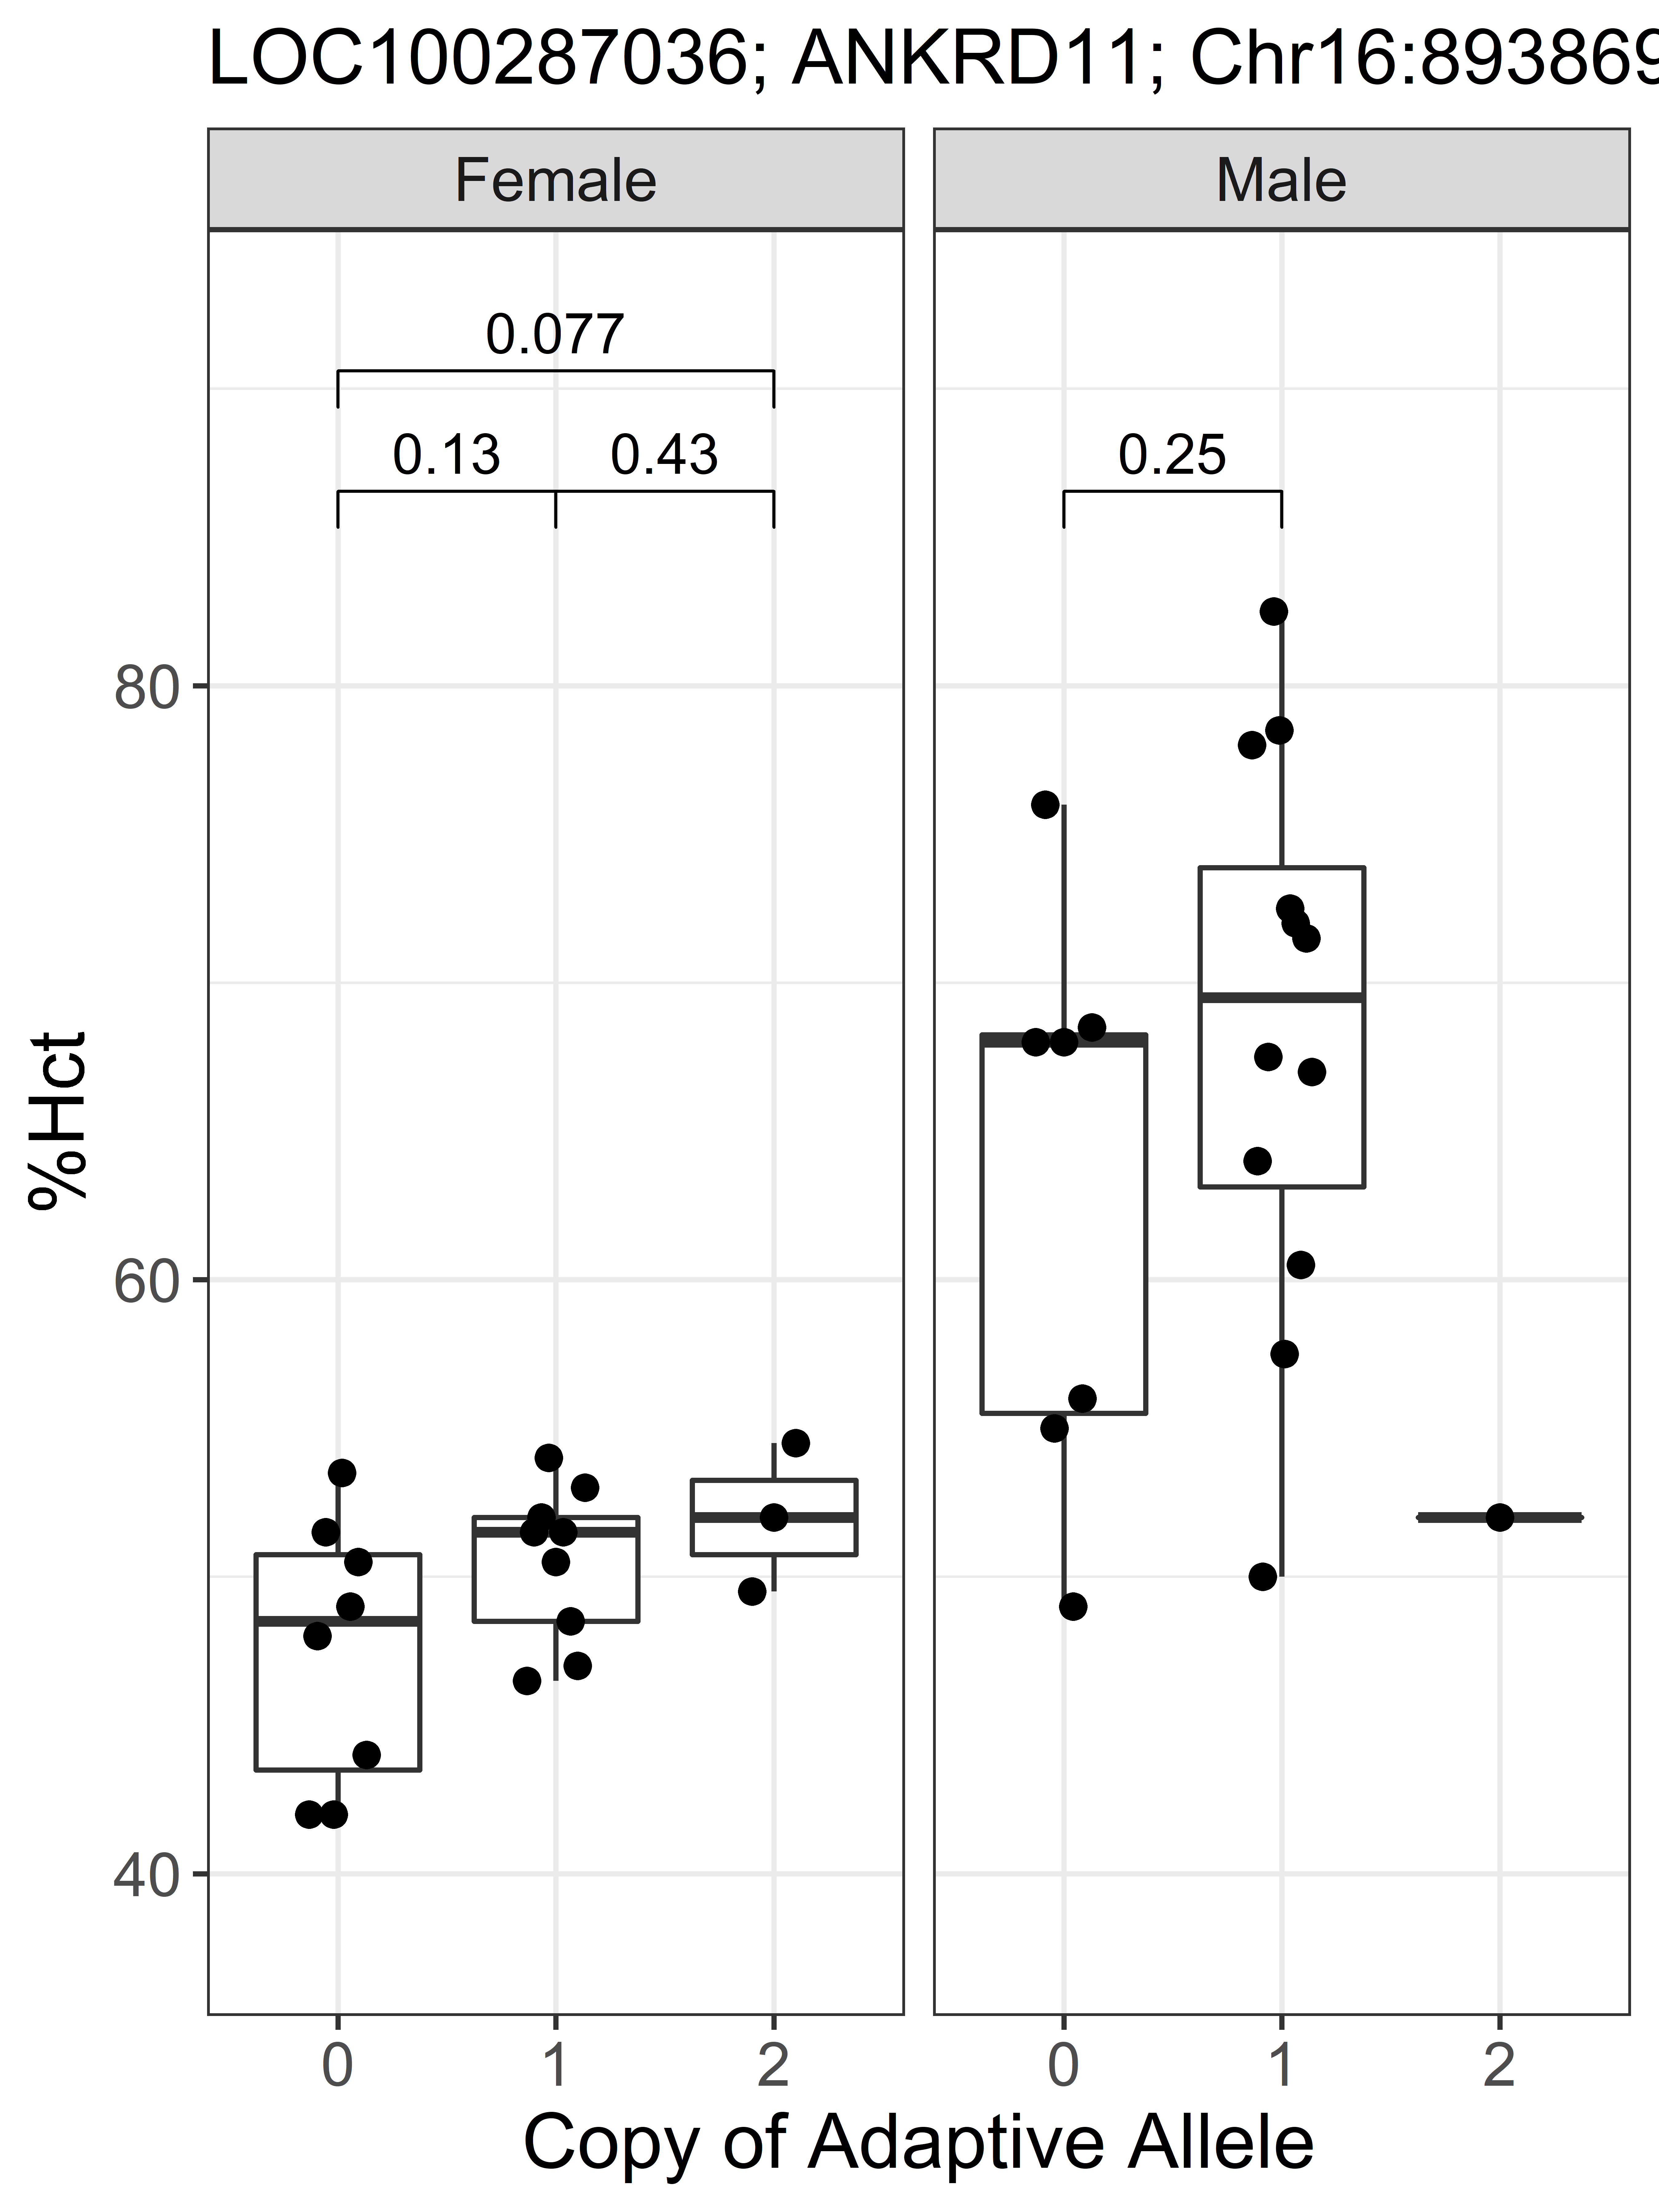 LOC100287036; ANKRD11; Chr16:893869
Female Male
0.077
0.13 0.43 0.25
80
60
40
%Hct
0 1 2 0 1 2
Copy of Adaptive Allele